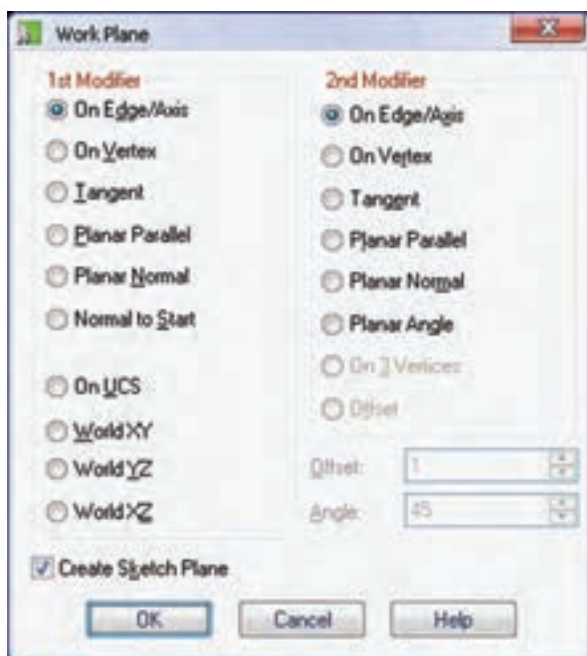 Work Plane
1st Modifier
On Edge/Axis
On Vertex
Tangent
Planar Parallel
Planar Normal
Normal to Start
On UCS
World XY
World YZ
World XZ
Create Sketch Plane
2nd Modifier
On Edge/Axis
On Vertex
Tangent
Planar Parallel
Planar Normal
Planar Angle
On 3 Vertices
Offset
Offset: 1
Angle: 45
OK Cancel Help